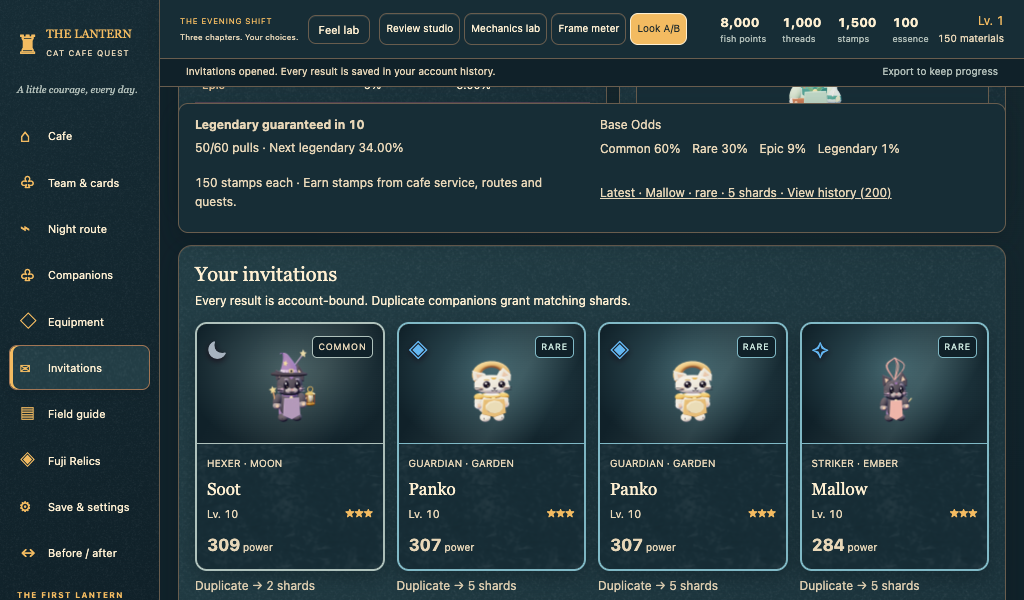 THE LANTERN
CAT CAFE QUEST
A little courage, every day.
Cafe
Team & cards
Night route
Companions
Equipment
Invitations
Field guide
Fuji Relics
Save & settings
Before / after
THE FIRST LANTERN
THE EVENING SHIFT
Three chapters. Your choices.
Feel lab
Review studio
Mechanics lab
Frame meter
Look A/B
8,000
fish points
1,000
threads
1,500
stamps
100
essence
Lv. 1
150 materials
Invitations opened. Every result is saved in your account history.
Export to keep progress
Legendary guaranteed in 10
50/60 pulls · Next legendary 34.00%
150 stamps each · Earn stamps from cafe service, routes and
quests.
Base Odds
Common 60% Rare 30% Epic 9% Legendary 1%
Latest · Mallow · rare · 5 shards · View history (200)
Your invitations
Every result is account-bound. Duplicate companions grant matching shards.
COMMON
HEXER · MOON
Soot
Lv. 10
309 power
Duplicate → 2 shards
RARE
GUARDIAN · GARDEN
Panko
Lv. 10
307 power
Duplicate → 5 shards
RARE
GUARDIAN · GARDEN
Panko
Lv. 10
307 power
Duplicate → 5 shards
RARE
STRIKER · EMBER
Mallow
Lv. 10
284 power
Duplicate → 5 shards